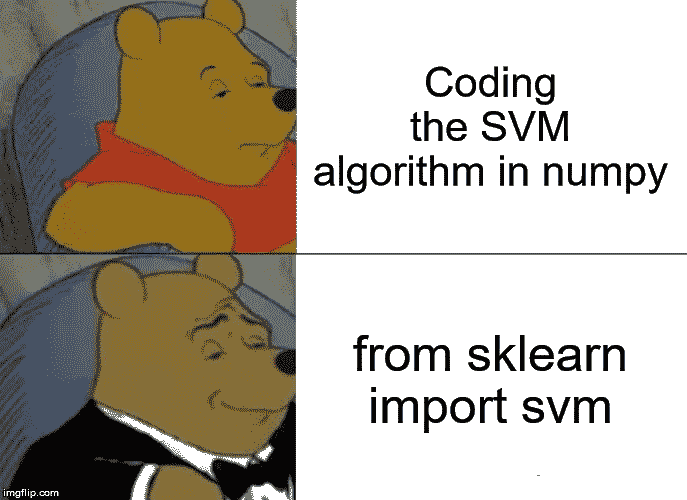 Coding
the SVM
algorithm in numpy
from sklearn
import svm
imgflip.com